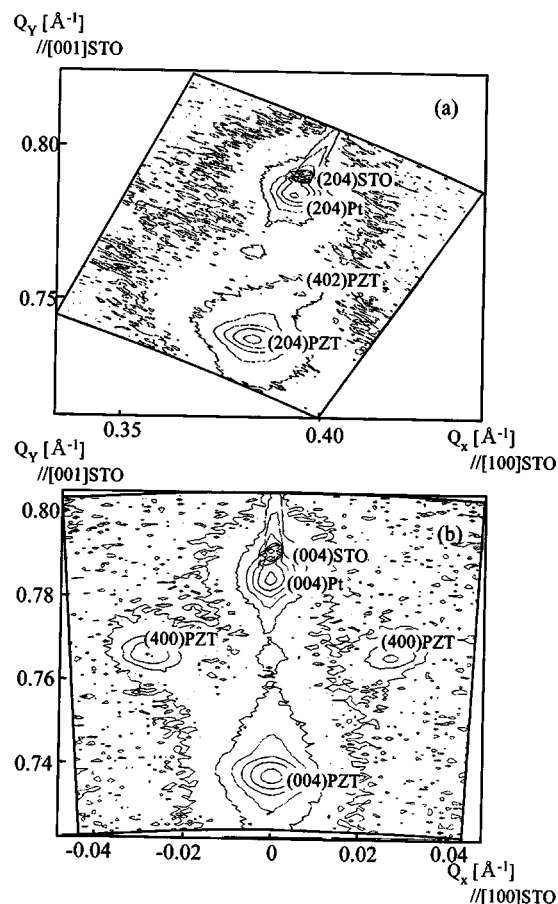 Q_Y [Å⁻¹]
//[001]STO
(a)
0.80
(204)STO
(204)Pt
(402)PZT
0.75
(204)PZT
0.35
0.40
Q_X [Å⁻¹]
//[100]STO
Q_Y [Å⁻¹]
//[001]STO
0.80
(b)
(004)STO
(004)Pt
0.78
(400)PZT
(400)PZT
0.76
0.74
(004)PZT
-0.04
-0.02
0
0.02
0.04
Q_X [Å⁻¹]
//[100]STO